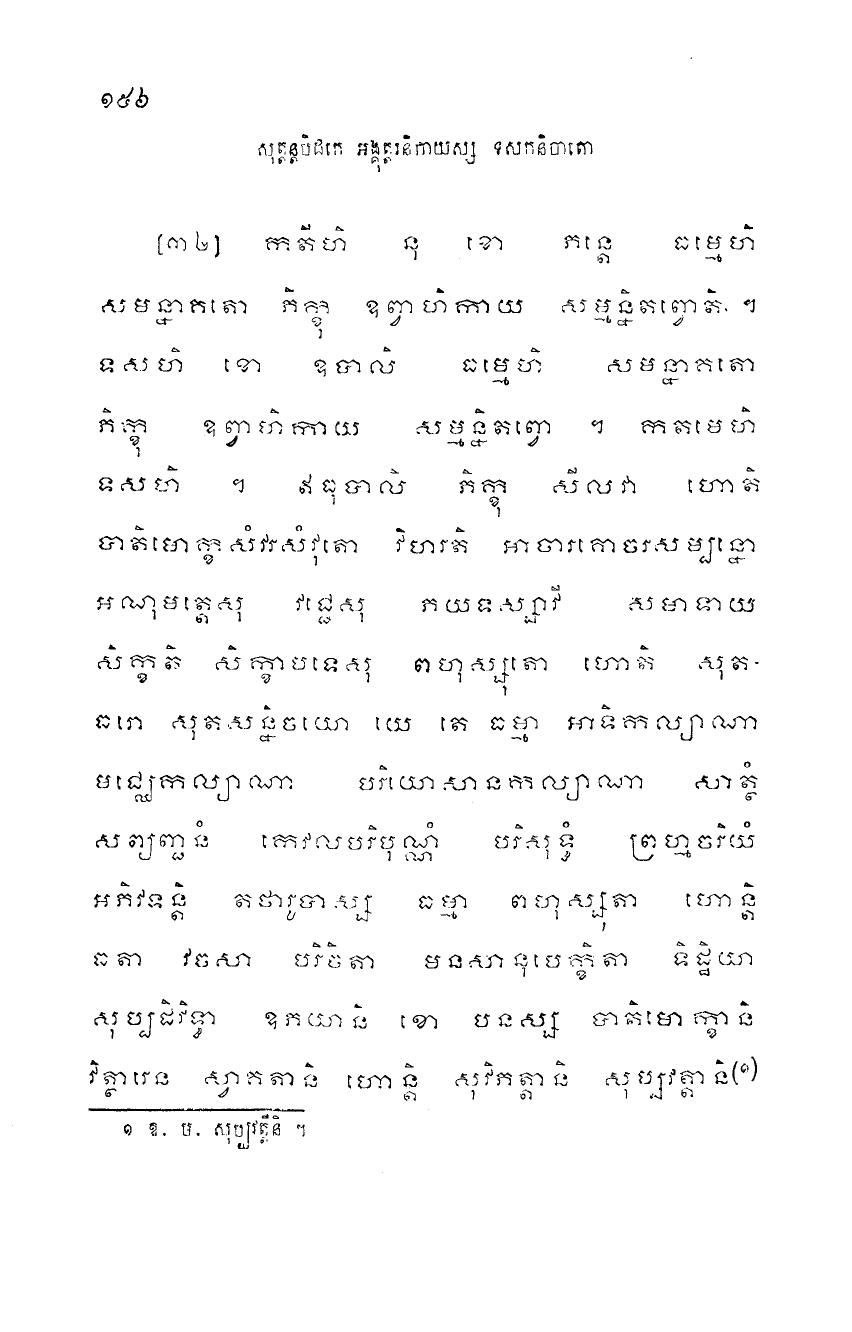 ១៥៦
សុត្តន្តបិដកេ អង្គុត្តរនិកាយស្ស ទសកនិបាតោ
[៣៤] កតីហិ នុ ខោ ភន្តេ ធម្មេហិ
សមន្នាគតោ ភិក្ខុ ឧព្វាហិកាយ សម្មន្និតព្វោតិ ។
ទសហិ ខោ ឧបាលិ ធម្មេហិ សមន្នាគតោ
ភិក្ខុ ឧព្វាហិកាយ សម្មន្និតព្វោ ។ កតមេហិ
ទសហិ ។ ឥធុបាលិ ភិក្ខុ សីលវា ហោតិ
បាតិមោក្ខសំវរសំវុតោ វិហរតិ អាចារគោចរសម្បន្នោ
អណុមត្តេសុ វជ្ជេសុ ភយទស្សាវី សមាទាយ
សិក្ខតិ សិក្ខាបទេសុ ពហុស្សុតោ ហោតិ សុត-
ធរោ សុតសន្និចយោ យេ តេ ធម្មា អាទិកល្យាណា
មជ្ឈេកល្យាណា បរិយោសានកល្យាណា សាត្ថំ
សព្យញ្ជនំ កេវលបរិបុណ្ណំ បរិសុទ្ធំ ព្រហ្មចរិយំ
អភិវទន្តិ តថារូបាស្ស ធម្មា ពហុស្សុតា ហោន្តិ
ធតា វចសា បរិចិតា មនសានុបេក្ខិតា ទិដ្ឋិយា
សុប្បដិវិទ្ធា ឧភយានិ ខោ បនស្ស បាតិមោក្ខានិ
វិត្ថារេន ស្វាគតានិ ហោន្តិ សុវិភត្តានិ សុប្បវត្តានិ(១)
១ ឱ. ម. សុប្បវត្តីនិ ។